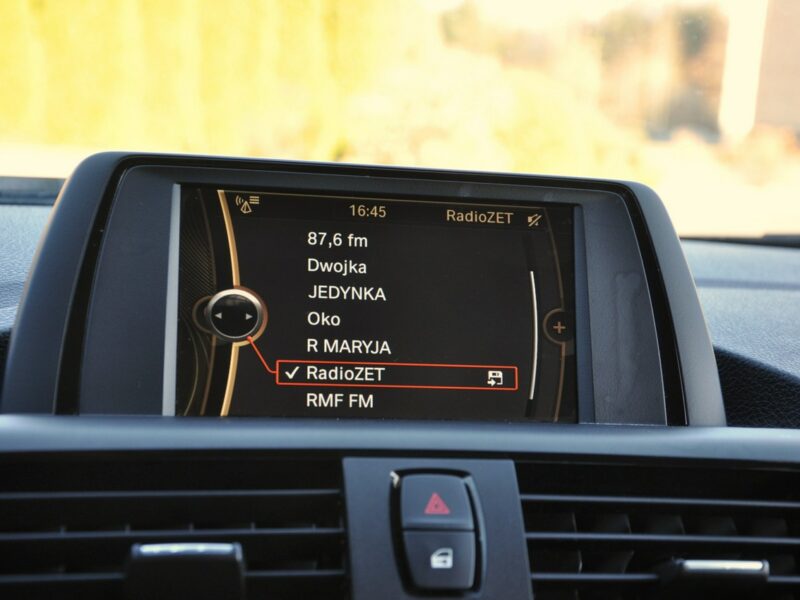 16:45 RadioZET
87,6 fm
Dwojka
JEDYNKA
Oko
R MARYJA
RadioZET
RMF FM